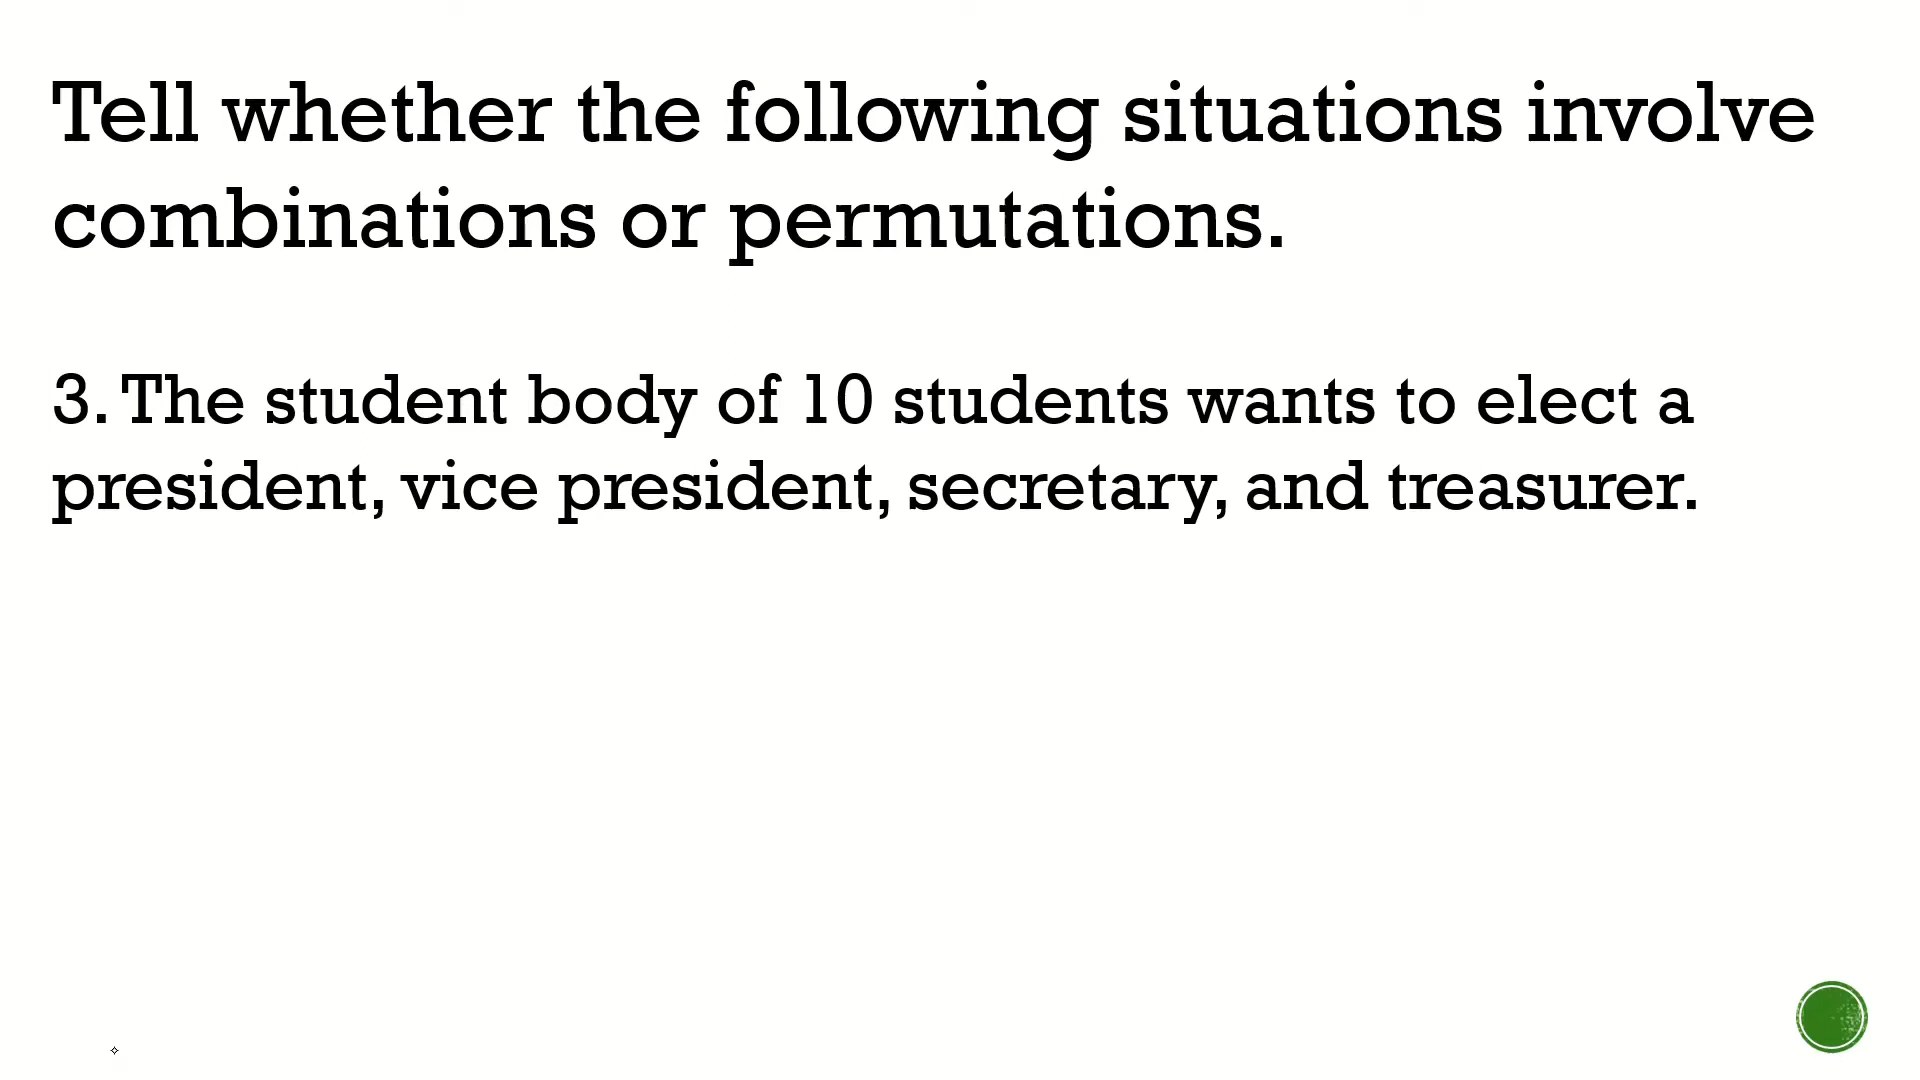 Tell whether the following situations involve
combinations or permutations.
3. The student body of 10 students wants to elect a
president, vice president, secretary, and treasurer.